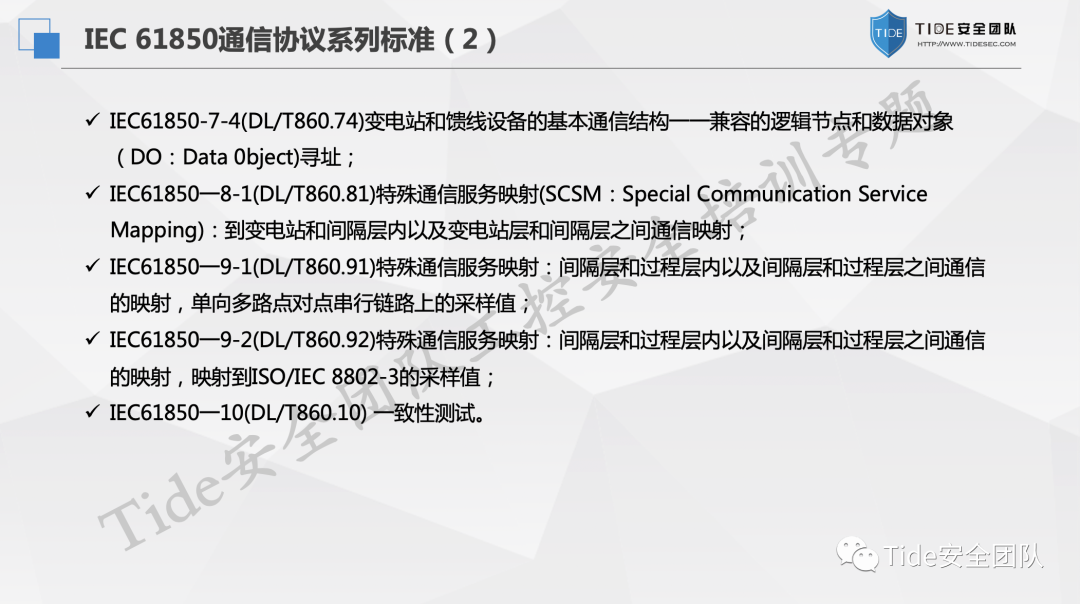 IEC 61850通信协议系列标准（2）
TIDE
TIDE安全团队
HTTP://WWW.TIDESEC.COM
✓ IEC61850-7-4(DL/T860.74)变电站和馈线设备的基本通信结构一一兼容的逻辑节点和数据对象
（DO：Data 0bject)寻址；
✓ IEC61850—8-1(DL/T860.81)特殊通信服务映射(SCSM：Special Communication Service
Mapping)：到变电站和间隔层内以及变电站层和间隔层之间通信映射；
✓ IEC61850—9-1(DL/T860.91)特殊通信服务映射：间隔层和过程层内以及间隔层和过程层之间通信
的映射，单向多路点对点串行链路上的采样值；
✓ IEC61850—9-2(DL/T860.92)特殊通信服务映射：间隔层和过程层内以及间隔层和过程层之间通信
的映射，映射到ISO/IEC 8802-3的采样值；
✓ IEC61850—10(DL/T860.10) 一致性测试。
Tide安全团队工控安全培训专题
Tide安全团队